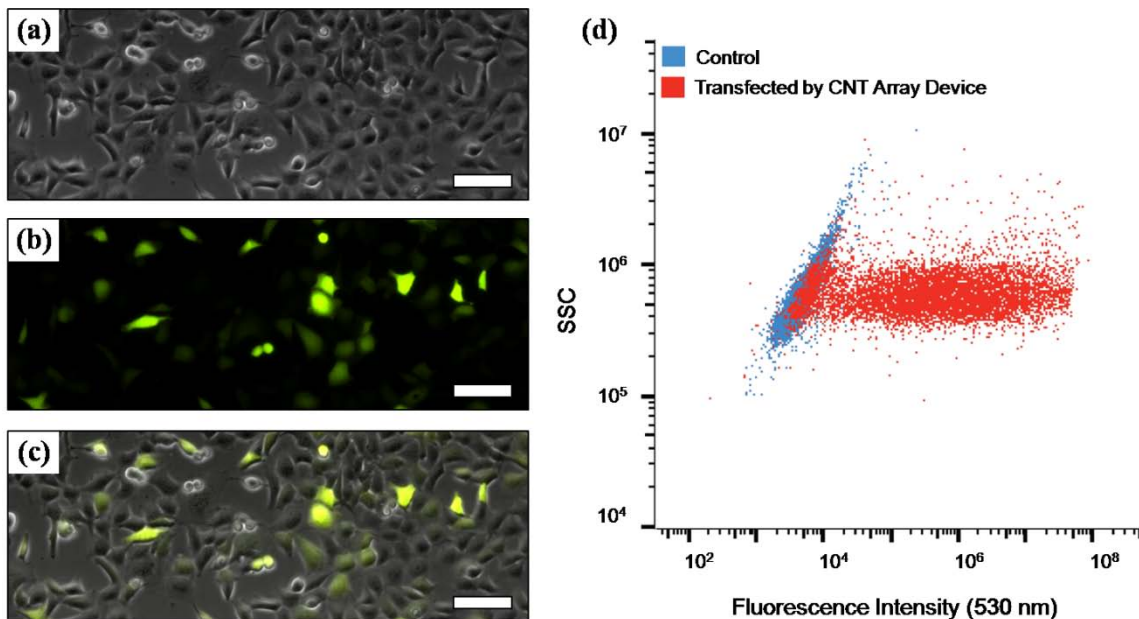 (a)
(b)
(c)
(d)
Control
Transfected by CNT Array Device
10⁷
10⁶
10⁵
10⁴
SSC
10² 10⁴ 10⁶ 10⁸
Fluorescence Intensity (530 nm)